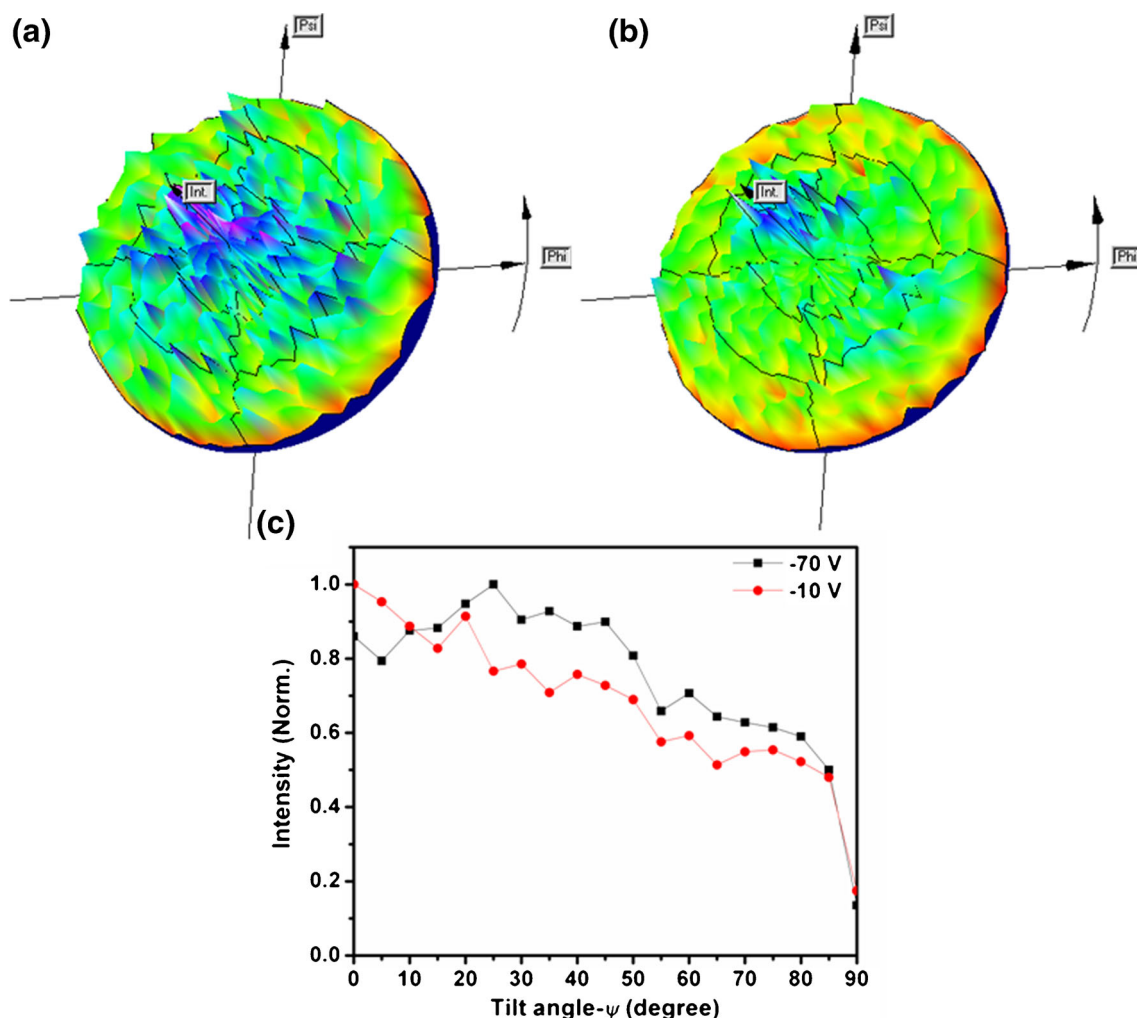 (a)
Psi
Int.
Phi
(b)
Psi
Int.
Phi
(c)
-70 V
-10 V
1.0
0.8
0.6
0.4
0.2
0.0
Intensity (Norm.)
0 10 20 30 40 50 60 70 80 90
Tilt angle-ψ (degree)